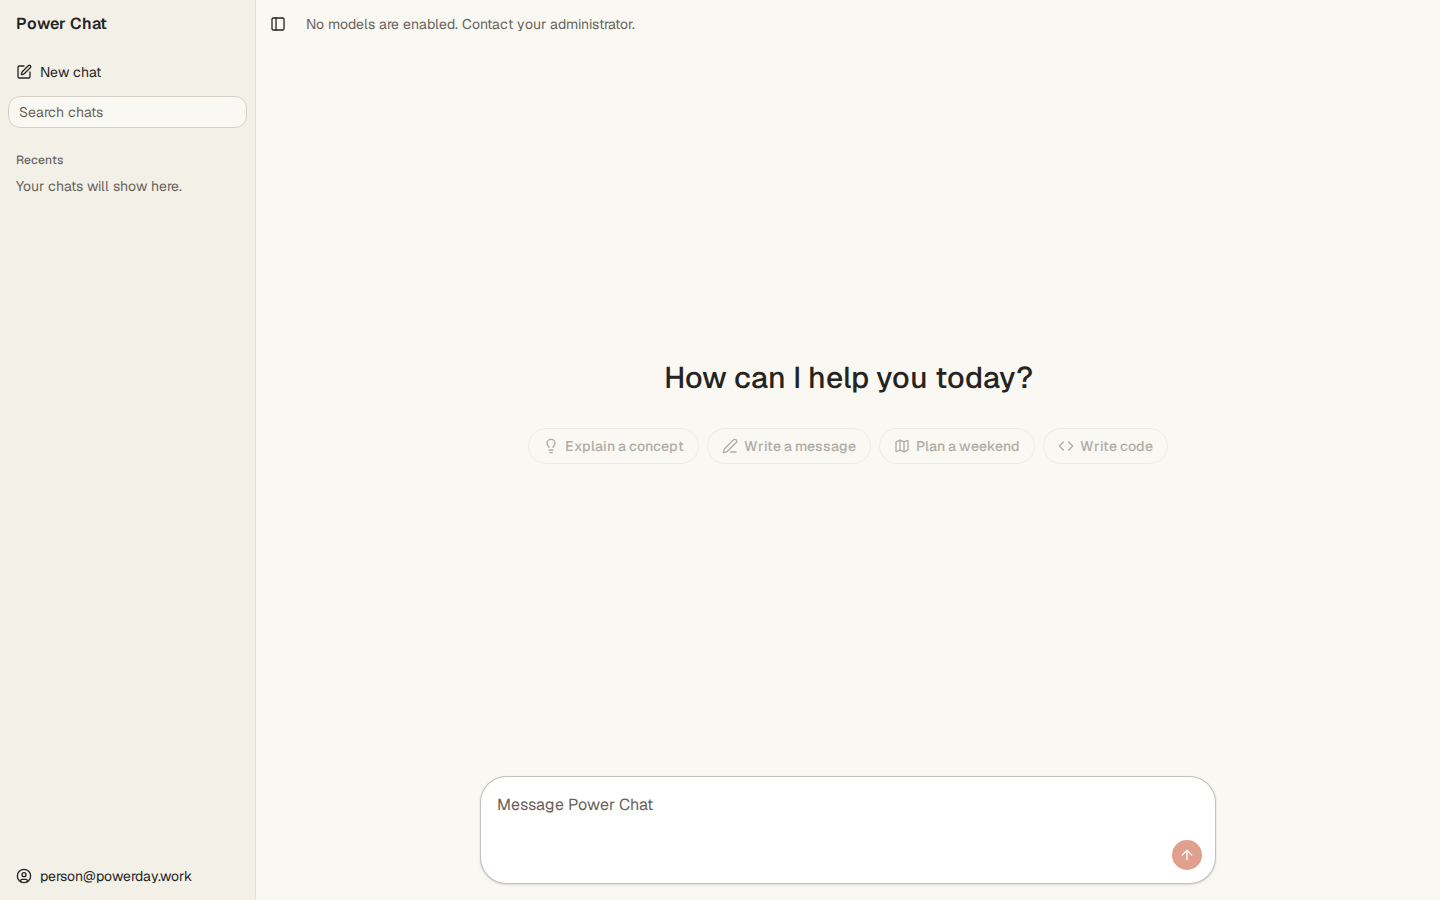 Power Chat
New chat
Search chats
Recents
Your chats will show here.
person@powerday.work
No models are enabled. Contact your administrator.
How can I help you today?
Explain a concept
Write a message
Plan a weekend
Write code
Message Power Chat